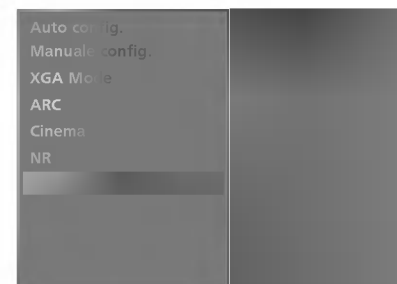 Auto config.
Manuale config.
XGA Mode
ARC
Cinema
NR